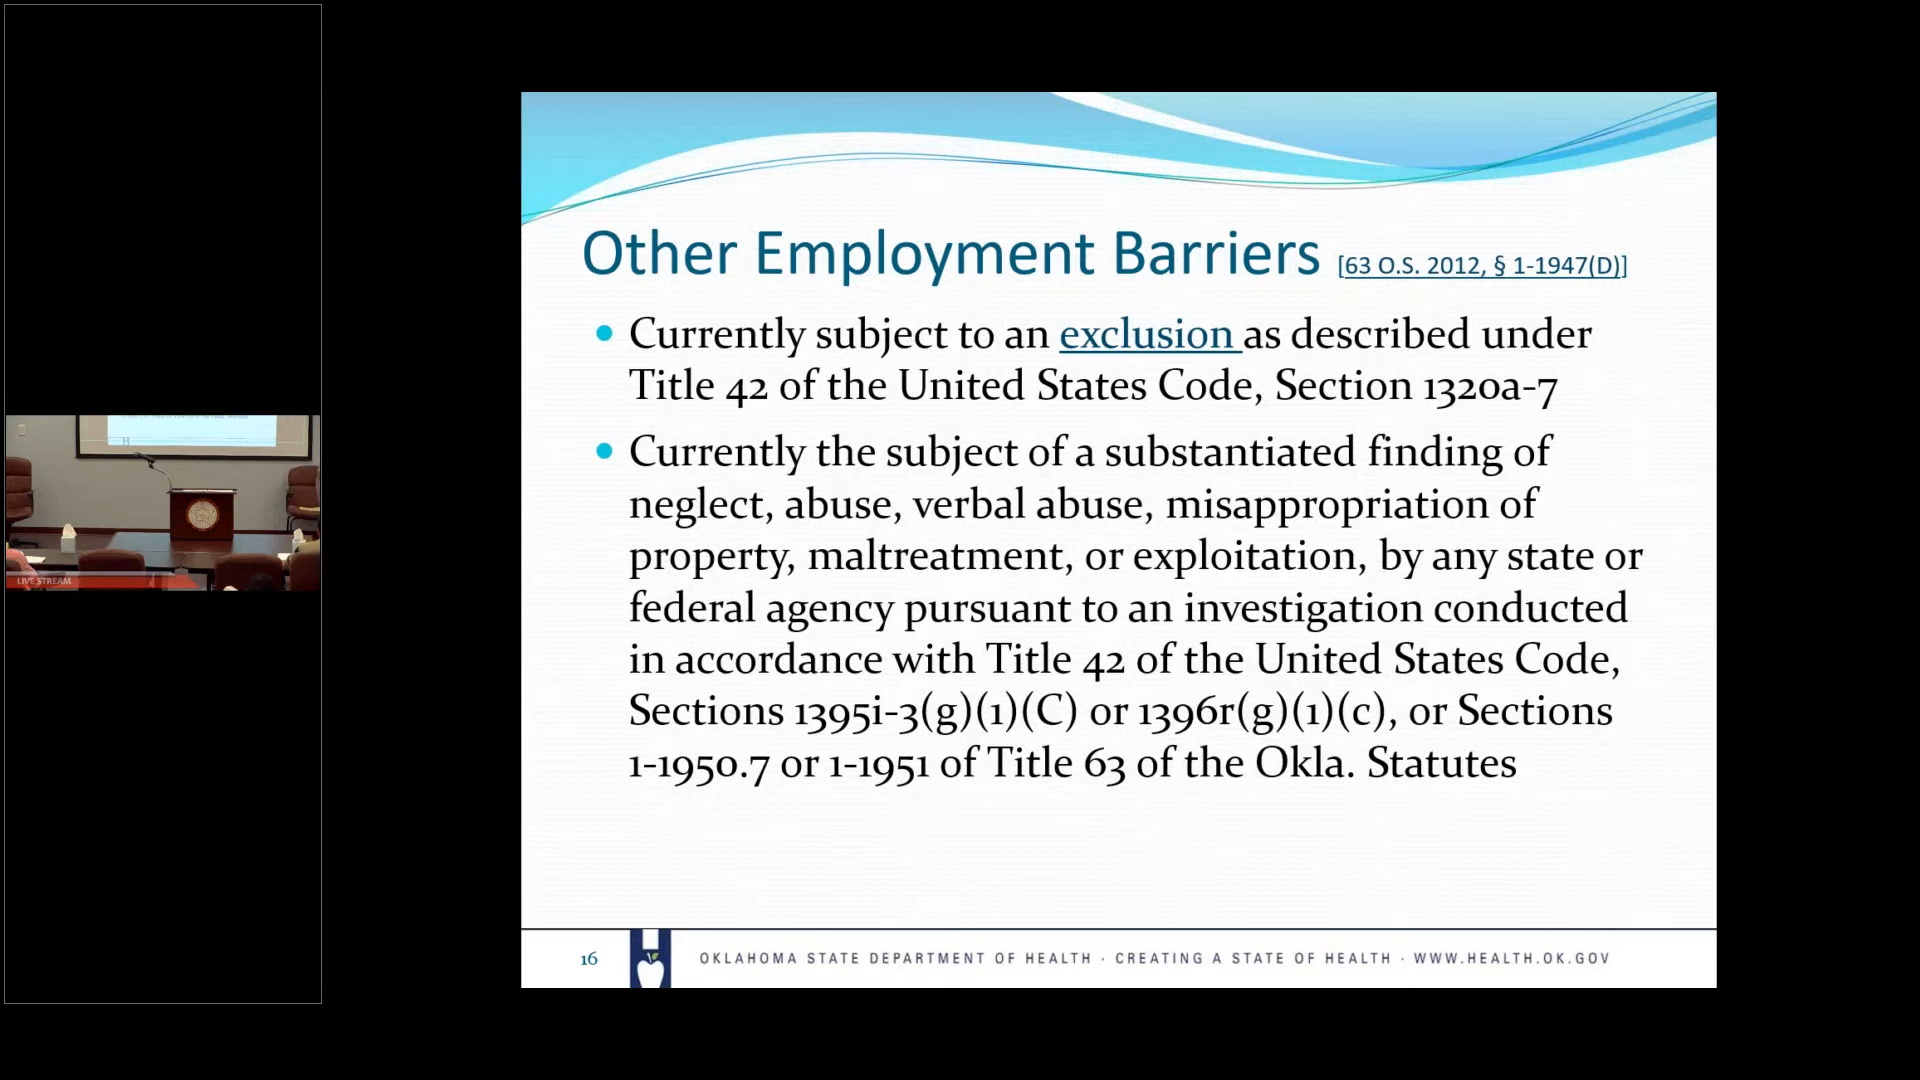 Other Employment Barriers [63 O.S. 2012, § 1-1947(D)]
• Currently subject to an exclusion as described under
Title 42 of the United States Code, Section 1320a-7
• Currently the subject of a substantiated finding of
neglect, abuse, verbal abuse, misappropriation of
property, maltreatment, or exploitation, by any state or
federal agency pursuant to an investigation conducted
in accordance with Title 42 of the United States Code,
Sections 1395i-3(g)(1)(C) or 1396r(g)(1)(c), or Sections
1-1950.7 or 1-1951 of Title 63 of the Okla. Statutes
16
OKLAHOMA STATE DEPARTMENT OF HEALTH · CREATING A STATE OF HEALTH · WWW.HEALTH.OK.GOV
LIVE STREAM